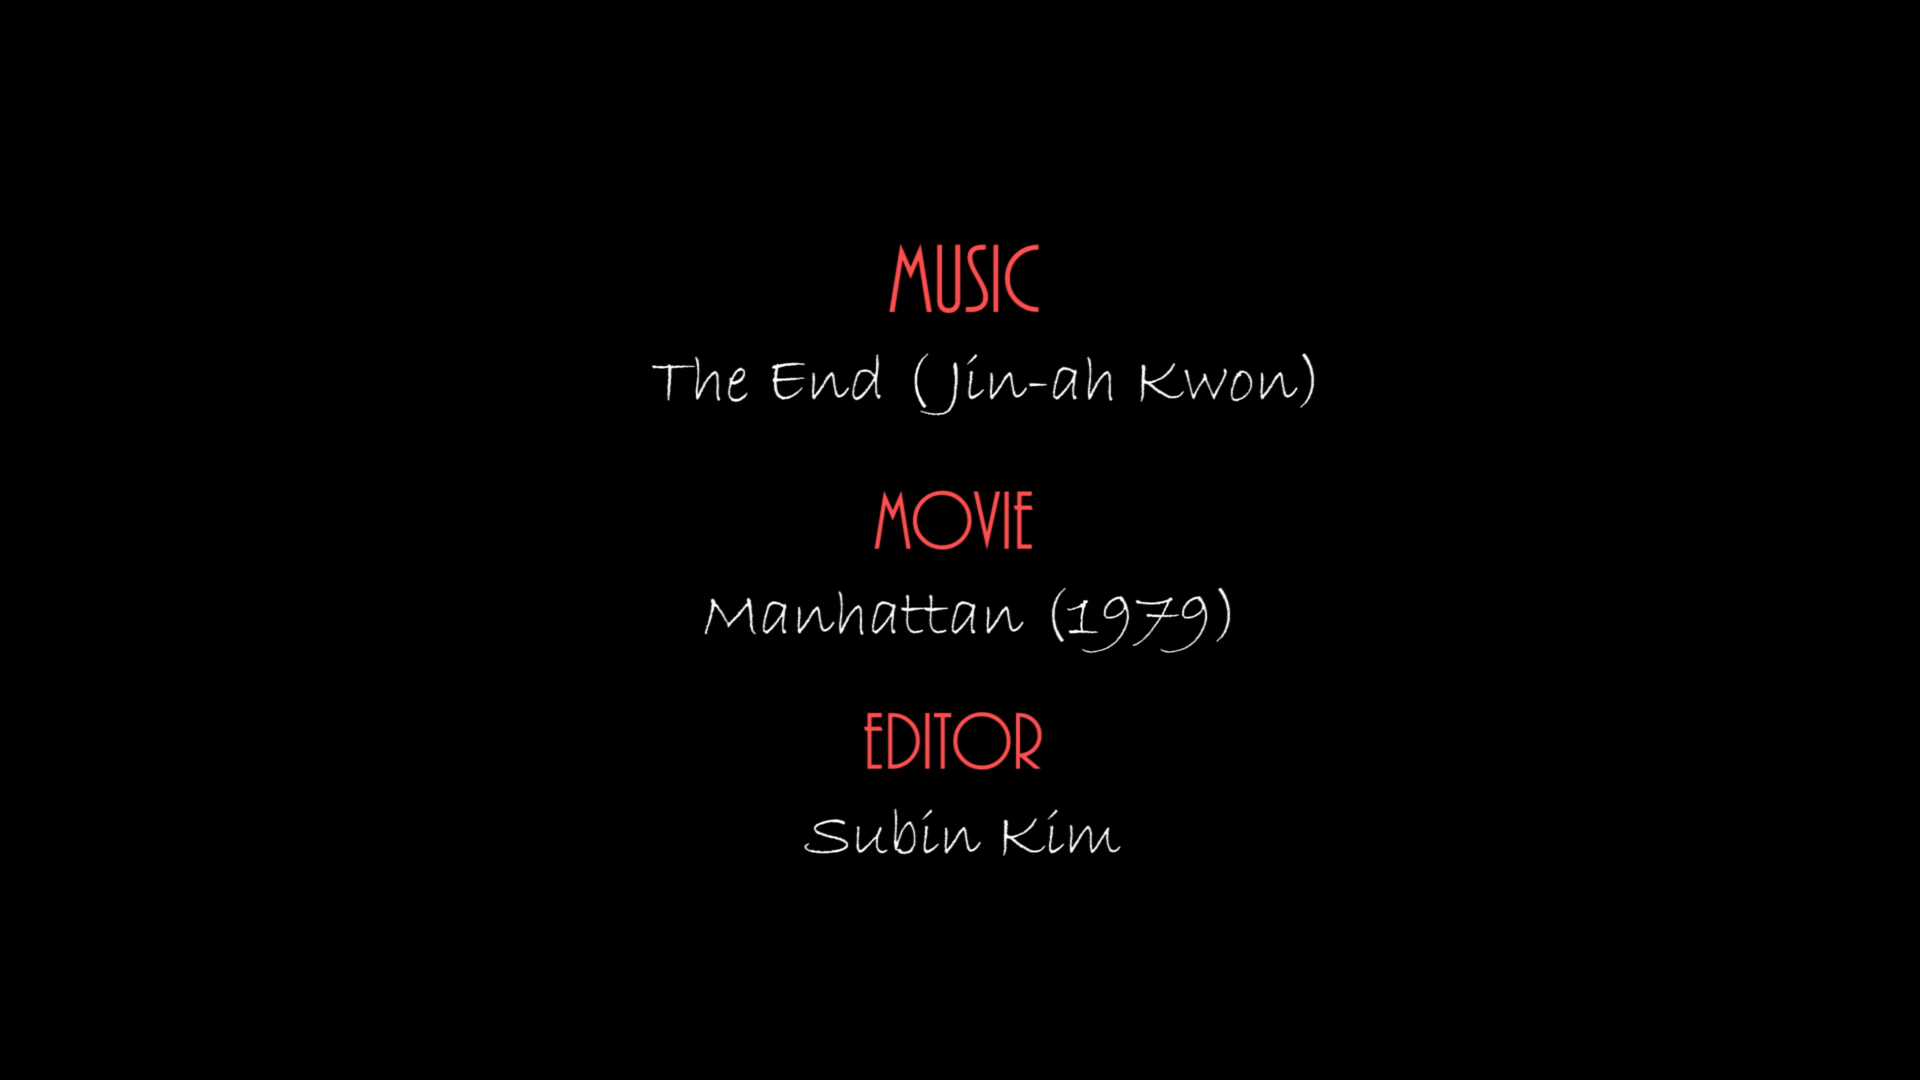 MUSIC
The End (Jin-ah Kwon)
MOVIE
Manhattan (1979)
EDITOR
Subin Kim